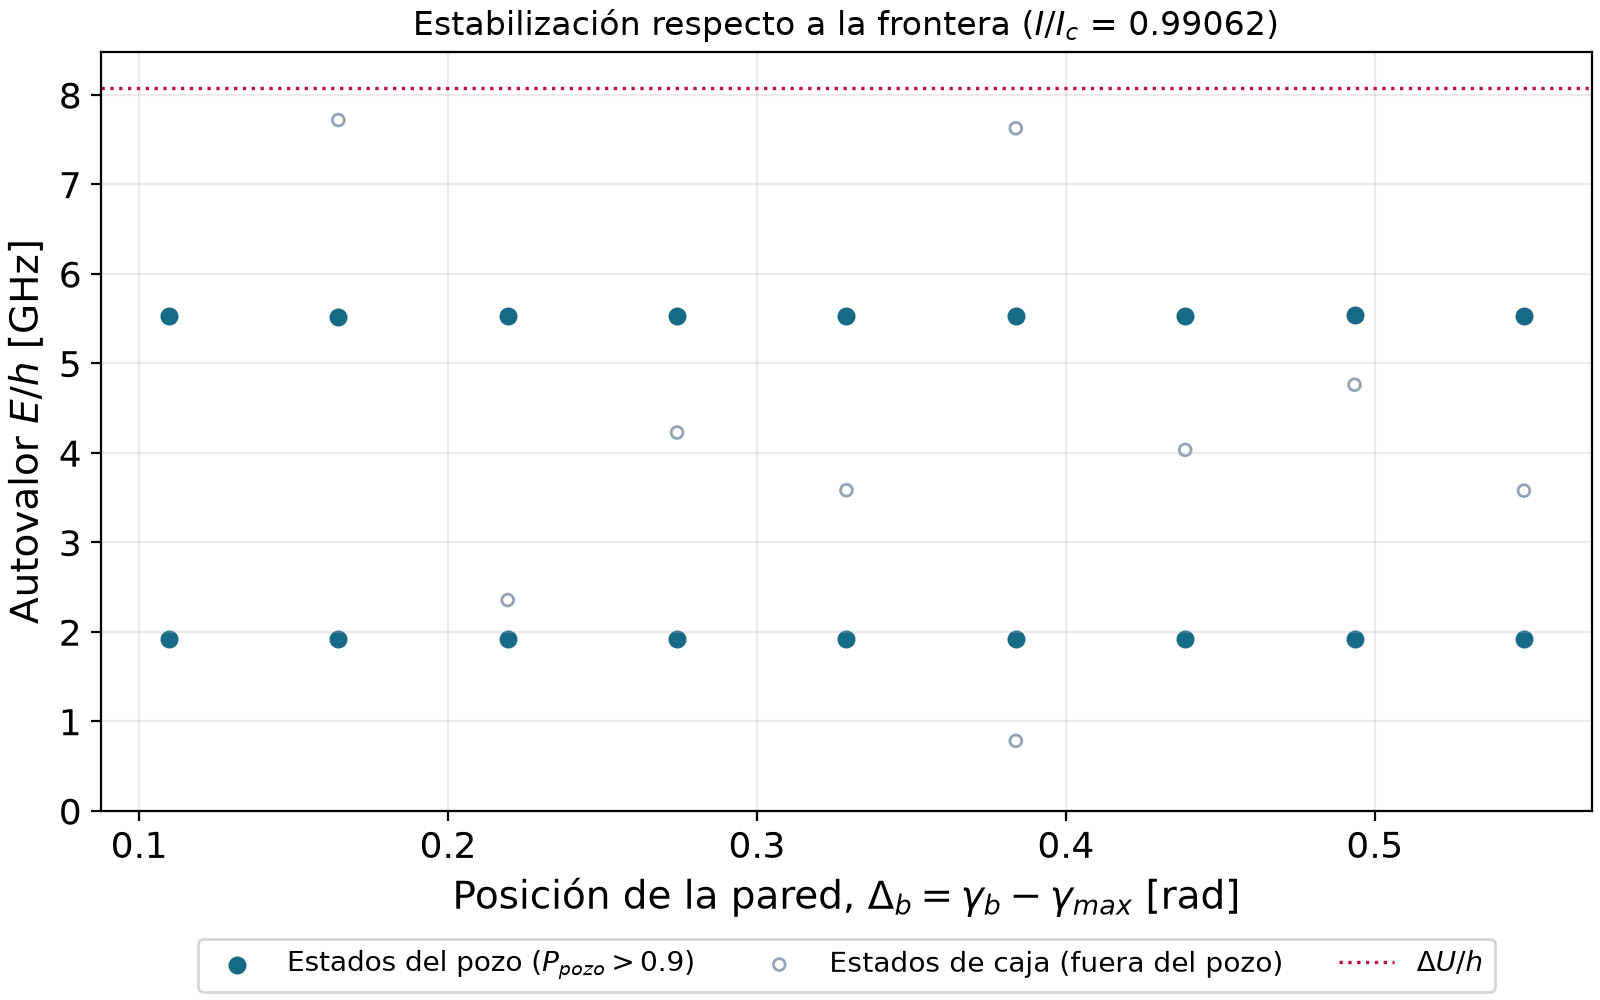 Estabilización respecto a la frontera (I/I_c = 0.99062)
Autovalor E/h [GHz]
8
7
6
5
4
3
2
1
0
0.1 0.2 0.3 0.4 0.5
Posición de la pared, Δ_b = γ_b − γ_max [rad]
Estados del pozo (P_pozo > 0.9) Estados de caja (fuera del pozo) ΔU/h